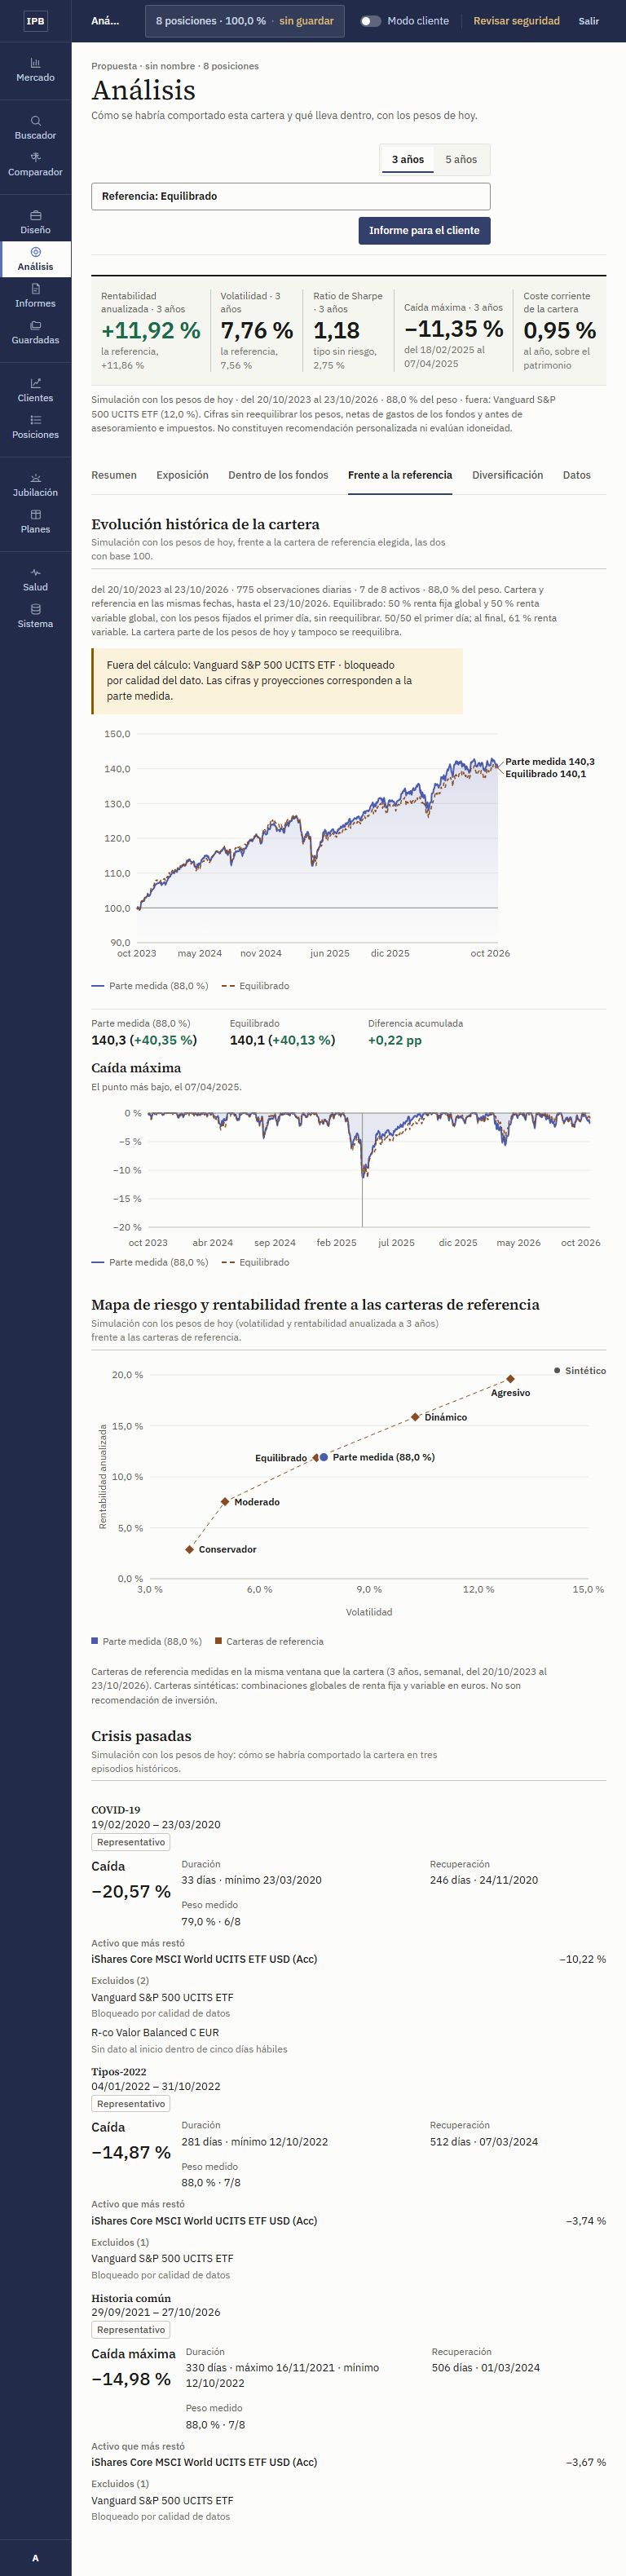 IPB
Aná...
8 posiciones · 100,0 % · sin guardar
Modo cliente
Revisar seguridad
Salir
Mercado
Buscador
Comparador
Diseño
Análisis
Informes
Guardadas
Clientes
Posiciones
Jubilación
Planes
Salud
Sistema
A
Propuesta · sin nombre · 8 posiciones
Análisis
Cómo se habría comportado esta cartera y qué lleva dentro, con los pesos de hoy.
3 años
5 años
Referencia: Equilibrado
Informe para el cliente
Rentabilidad
anualizada · 3 años
+11,92 %
la referencia,
+11,86 %
Volatilidad · 3
años
7,76 %
la referencia,
7,56 %
Ratio de Sharpe
· 3 años
1,18
tipo sin riesgo,
2,75 %
Caída máxima · 3 años
−11,35 %
del 18/02/2025 al
07/04/2025
Coste corriente
de la cartera
0,95 %
al año, sobre el
patrimonio
Simulación con los pesos de hoy · del 20/10/2023 al 23/10/2026 · 88,0 % del peso · fuera: Vanguard S&P
500 UCITS ETF (12,0 %). Cifras sin reequilibrar los pesos, netas de gastos de los fondos y antes de
asesoramiento e impuestos. No constituyen recomendación personalizada ni evalúan idoneidad.
Resumen
Exposición
Dentro de los fondos
Frente a la referencia
Diversificación
Datos
Evolución histórica de la cartera
Simulación con los pesos de hoy, frente a la cartera de referencia elegida, las dos
con base 100.
del 20/10/2023 al 23/10/2026 · 775 observaciones diarias · 7 de 8 activos · 88,0 % del peso. Cartera y
referencia en las mismas fechas, hasta el 23/10/2026. Equilibrado: 50 % renta fija global y 50 % renta
variable global, con los pesos fijados el primer día, sin reequilibrar. 50/50 el primer día; al final, 61 % renta
variable. La cartera parte de los pesos de hoy y tampoco se reequilibra.
Fuera del cálculo: Vanguard S&P 500 UCITS ETF · bloqueado
por calidad del dato. Las cifras y proyecciones corresponden a la
parte medida.
150,0
140,0
130,0
120,0
110,0
100,0
90,0
Parte medida 140,3
Equilibrado 140,1
oct 2023
may 2024
nov 2024
jun 2025
dic 2025
oct 2026
Parte medida (88,0 %)
Equilibrado
Parte medida (88,0 %)
140,3 (+40,35 %)
Equilibrado
140,1 (+40,13 %)
Diferencia acumulada
+0,22 pp
Caída máxima
El punto más bajo, el 07/04/2025.
0 %
−5 %
−10 %
−15 %
−20 %
oct 2023
abr 2024
sep 2024
feb 2025
jul 2025
dic 2025
may 2026
oct 2026
Parte medida (88,0 %)
Equilibrado
Mapa de riesgo y rentabilidad frente a las carteras de referencia
Simulación con los pesos de hoy (volatilidad y rentabilidad anualizada a 3 años)
frente a las carteras de referencia.
Rentabilidad anualizada
20,0 %
15,0 %
10,0 %
5,0 %
0,0 %
Sintético
Agresivo
Dinámico
Equilibrado
Parte medida (88,0 %)
Moderado
Conservador
3,0 %
6,0 %
9,0 %
12,0 %
15,0 %
Volatilidad
Parte medida (88,0 %)
Carteras de referencia
Carteras de referencia medidas en la misma ventana que la cartera (3 años, semanal, del 20/10/2023 al
23/10/2026). Carteras sintéticas: combinaciones globales de renta fija y variable en euros. No son
recomendación de inversión.
Crisis pasadas
Simulación con los pesos de hoy: cómo se habría comportado la cartera en tres
episodios históricos.
COVID-19
19/02/2020 – 23/03/2020
Representativo
Caída
−20,57 %
Duración
33 días · mínimo 23/03/2020
Recuperación
246 días · 24/11/2020
Peso medido
79,0 % · 6/8
Activo que más restó
iShares Core MSCI World UCITS ETF USD (Acc)
−10,22 %
Excluidos (2)
Vanguard S&P 500 UCITS ETF
Bloqueado por calidad de datos
R-co Valor Balanced C EUR
Sin dato al inicio dentro de cinco días hábiles
Tipos-2022
04/01/2022 – 31/10/2022
Representativo
Caída
−14,87 %
Duración
281 días · mínimo 12/10/2022
Recuperación
512 días · 07/03/2024
Peso medido
88,0 % · 7/8
Activo que más restó
iShares Core MSCI World UCITS ETF USD (Acc)
−3,74 %
Excluidos (1)
Vanguard S&P 500 UCITS ETF
Bloqueado por calidad de datos
Historia común
29/09/2021 – 27/10/2026
Representativo
Caída máxima
−14,98 %
Duración
330 días · máximo 16/11/2021 · mínimo
12/10/2022
Recuperación
506 días · 01/03/2024
Peso medido
88,0 % · 7/8
Activo que más restó
iShares Core MSCI World UCITS ETF USD (Acc)
−3,67 %
Excluidos (1)
Vanguard S&P 500 UCITS ETF
Bloqueado por calidad de datos